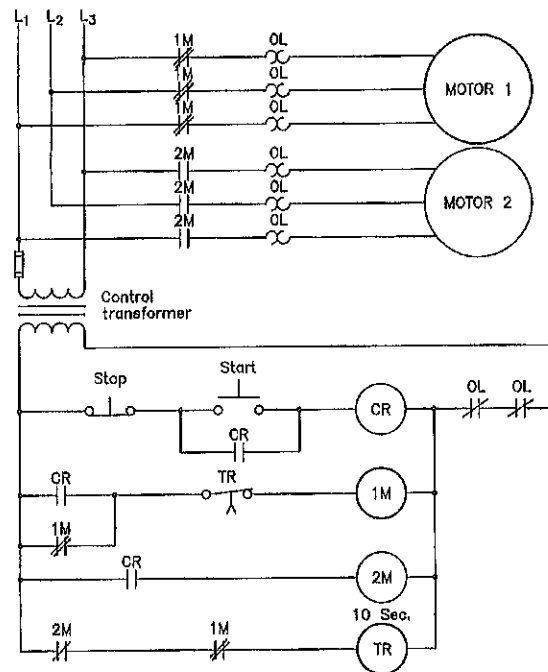 L1 L2 L3
1M OL
1M OL
MOTOR 1
1M OL
2M OL
2M OL
MOTOR 2
2M OL
Control
transformer
Stop
Start
CR
OL OL
CR
CR
TR
1M
1M
CR
2M
10 Sec.
2M
1M
TR